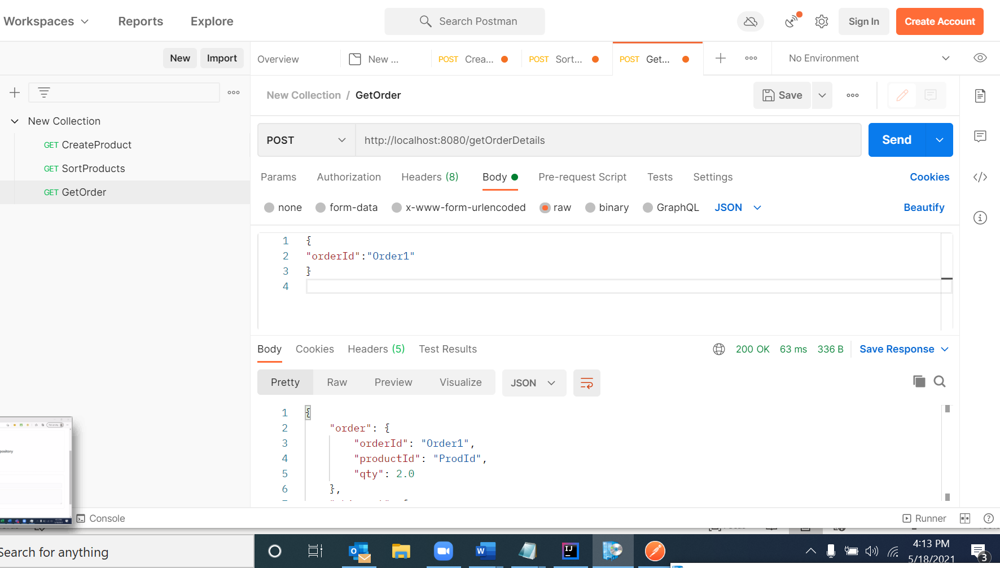 Workspaces Reports Explore Search Postman Sign In Create Account
New Import Overview New ... POST Crea... POST Sort... POST Get... No Environment
New Collection / GetOrder Save
New Collection
GET CreateProduct
GET SortProducts
GET GetOrder
POST http://localhost:8080/getOrderDetails Send
Params Authorization Headers (8) Body Pre-request Script Tests Settings Cookies
none form-data x-www-form-urlencoded raw binary GraphQL JSON Beautify
1 {
2 "orderId":"Order1"
3 }
4
Body Cookies Headers (5) Test Results 200 OK 63 ms 336 B Save Response
Pretty Raw Preview Visualize JSON
1 {
2 "order": {
3 "orderId": "Order1",
4 "productId": "ProdId",
5 "qty": 2.0
6 },
Console Runner
Search for anything
4:13 PM
5/18/2021
3